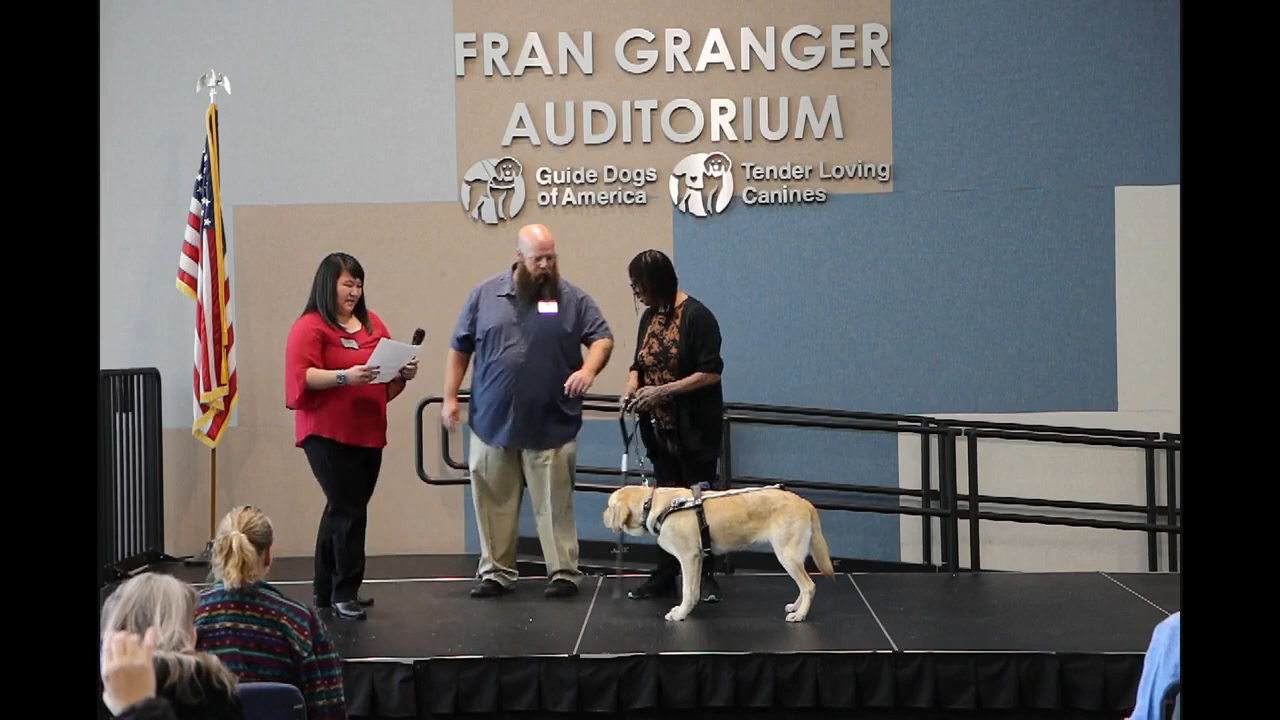 FRAN GRANGER
AUDITORIUM
Guide Dogs
of America
Tender Loving
Canines